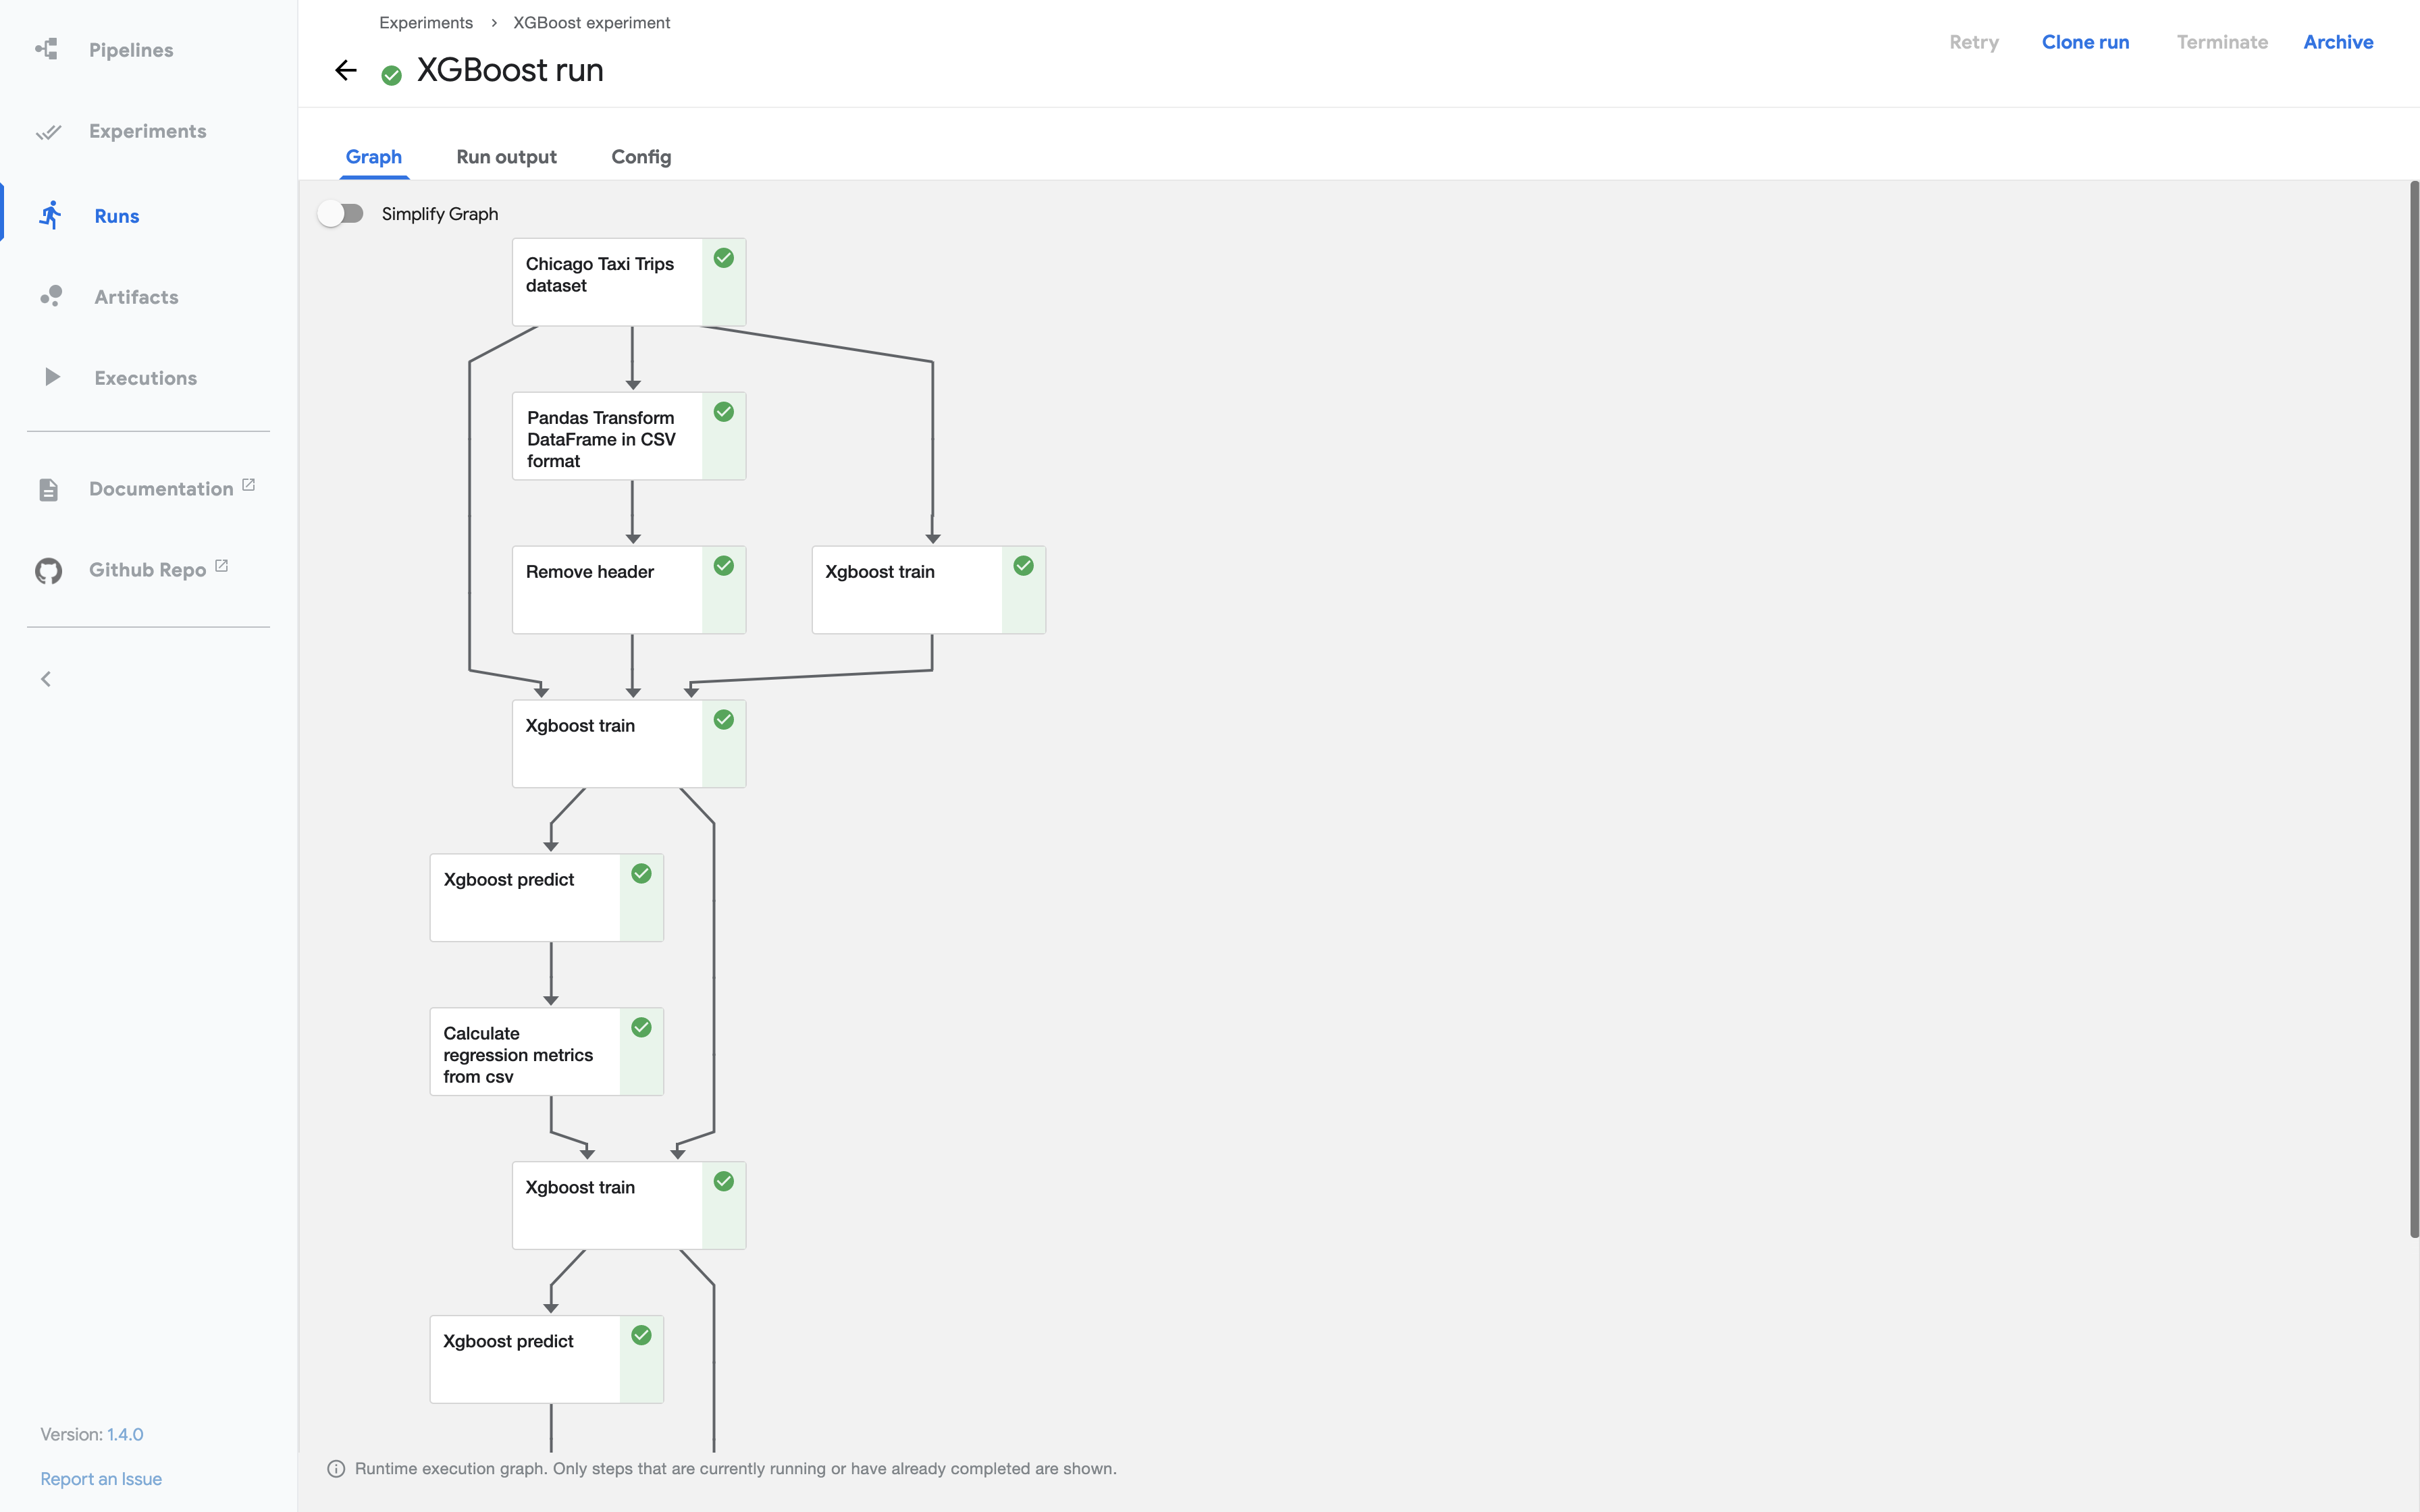 Pipelines
Experiments
Runs
Artifacts
Executions
Documentation
Github Repo
Version: 1.4.0
Report an Issue
Experiments > XGBoost experiment
XGBoost run
Retry Clone run Terminate Archive
Graph Run output Config
Simplify Graph
Chicago Taxi Trips
dataset
Pandas Transform
DataFrame in CSV
format
Remove header
Xgboost train
Xgboost train
Xgboost predict
Calculate
regression metrics
from csv
Xgboost train
Xgboost predict
Runtime execution graph. Only steps that are currently running or have already completed are shown.